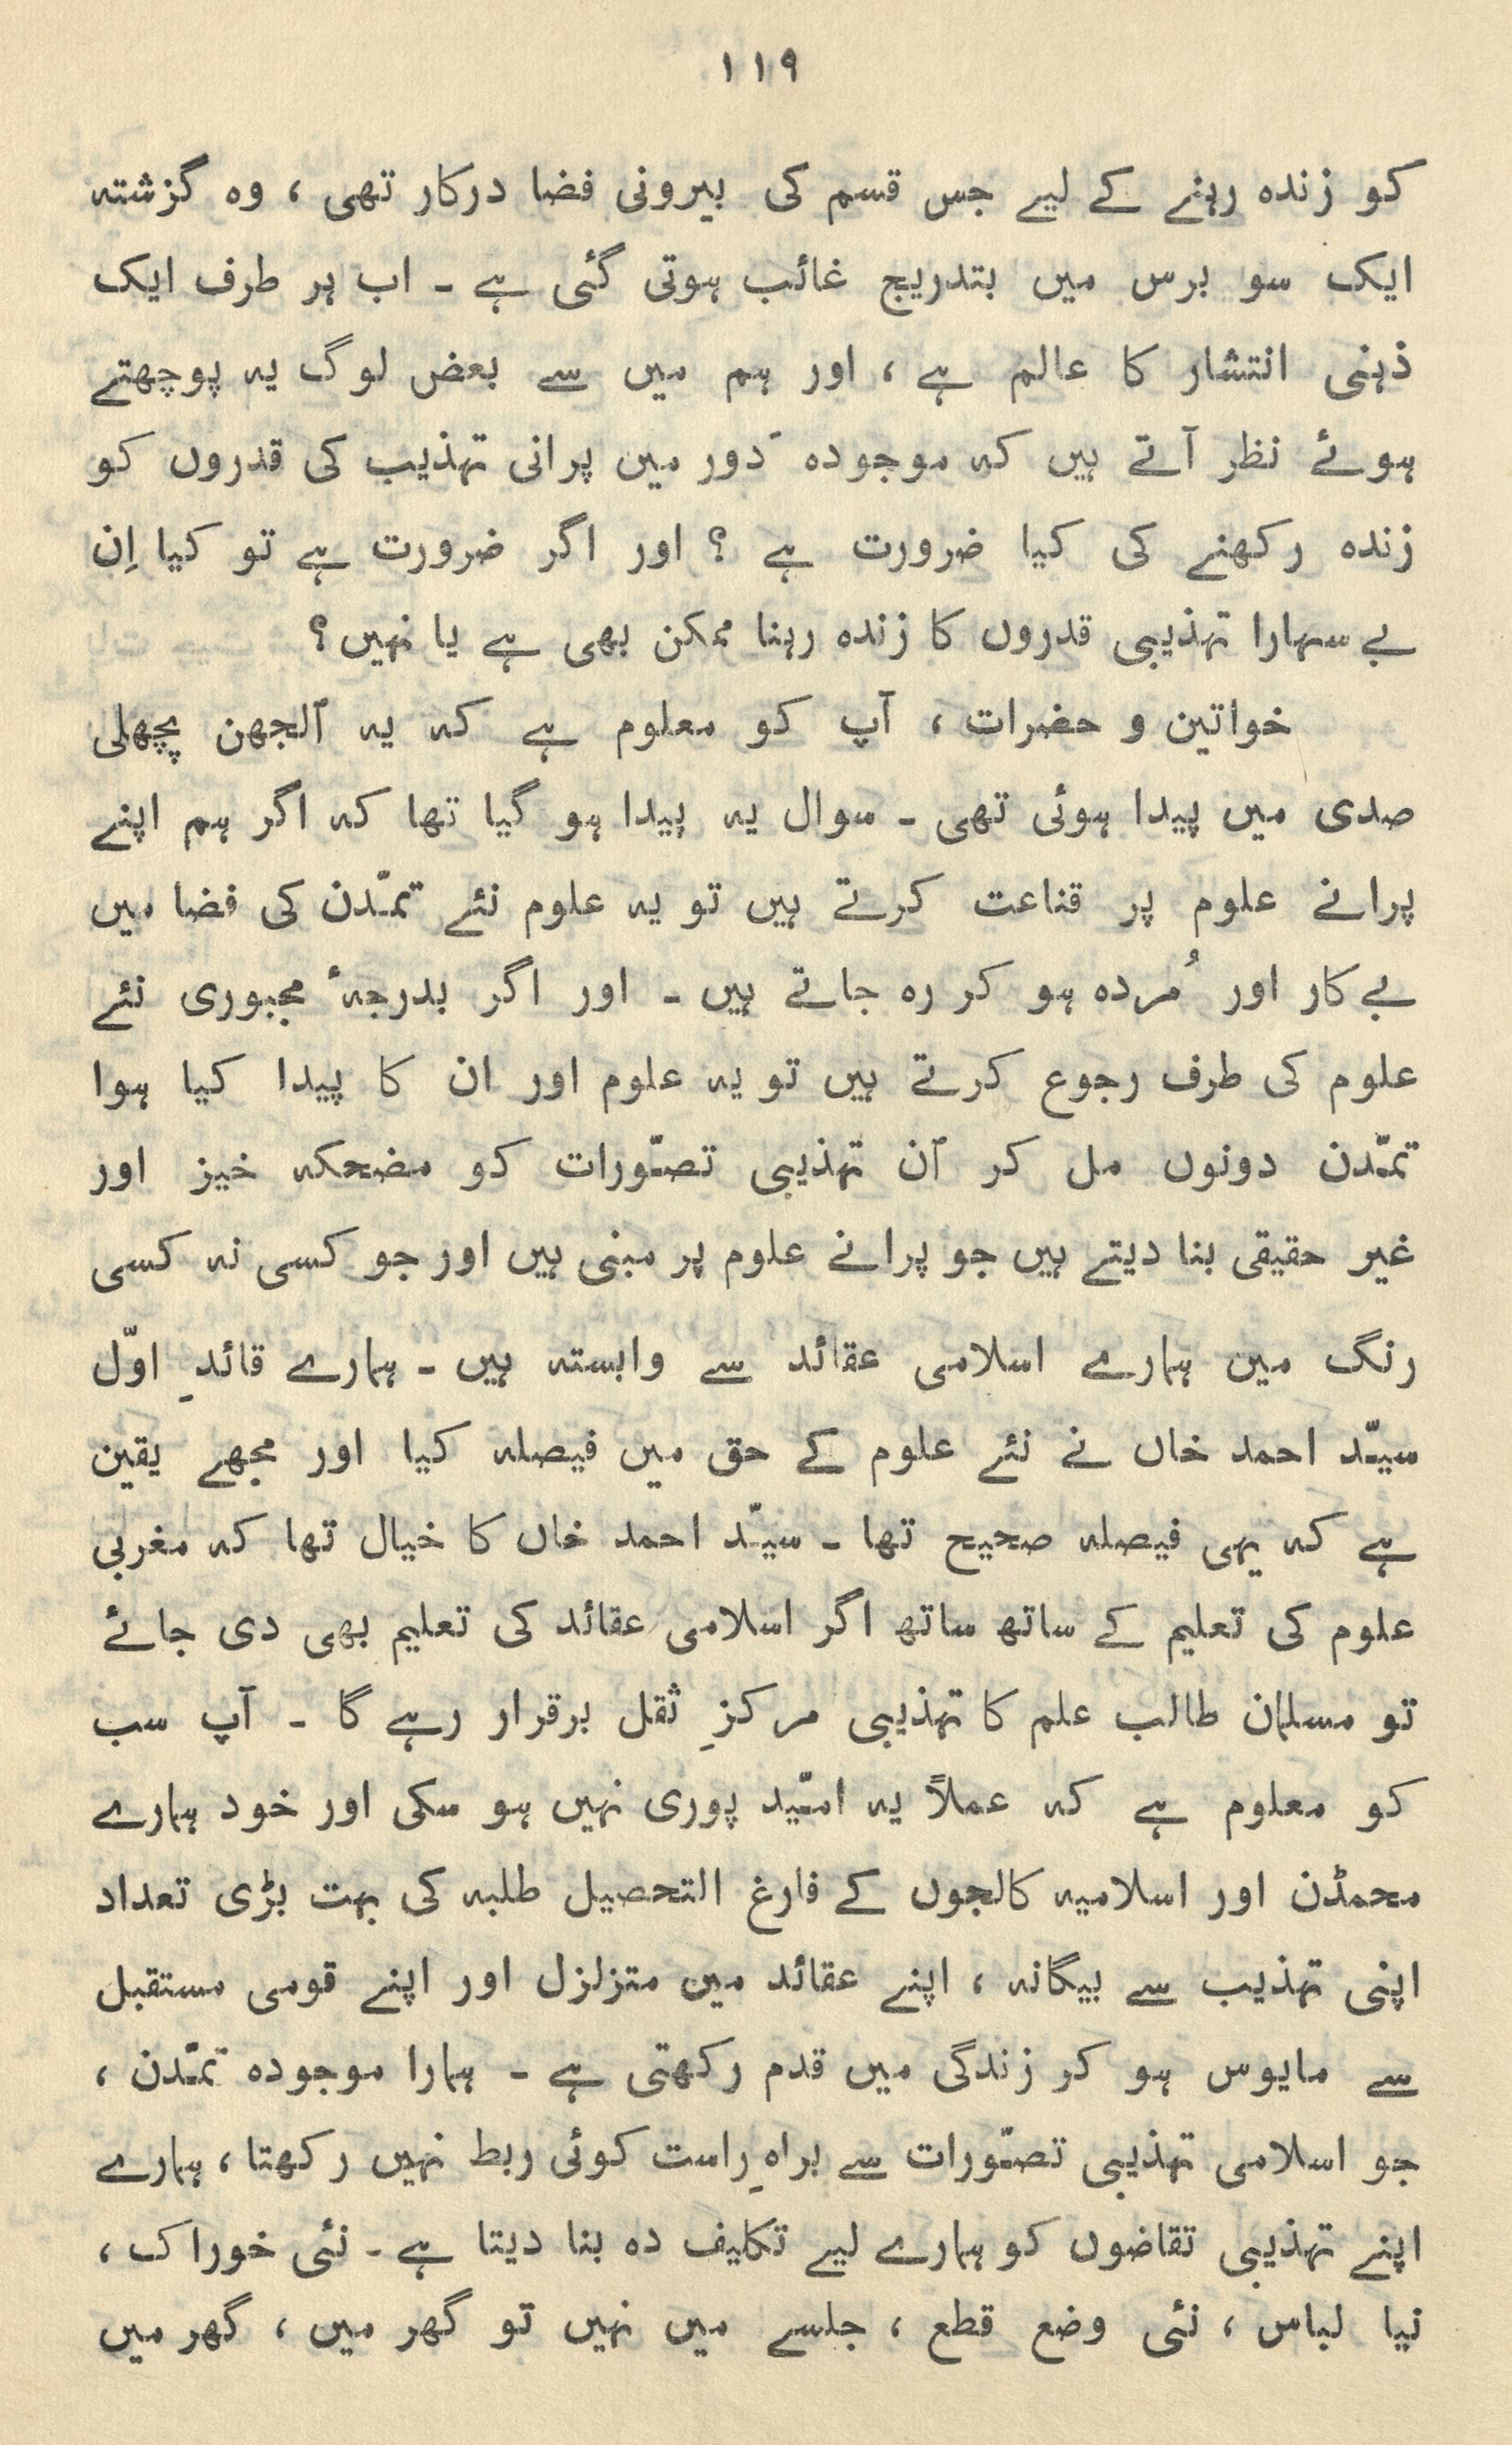 ۱۱۹
کو زندہ رہنے کے لیے جس قسم کی بیرونی فضا درکار تھی ، وہ گزشتہ
ایک سو برس میں بتدریج غائب ہوتی گئی ہے ۔ اب ہر طرف ایک
ذہنی انتشار کا عالم ہے ، اور ہم میں سے بعض لوگ یہ پوچھتے
ہوئے نظر آتے ہیں کہ موجودہ دَور میں پرانی تہذیب کی قدروں کو
زندہ رکھنے کی کیا ضرورت ہے ؟ اور اگر ضرورت ہے تو کیا اِن
بے سہارا تہذیبی قدروں کا زندہ رہنا ممکن بھی ہے یا نہیں ؟
خواتین و حضرات ، آپ کو معلوم ہے کہ یہ اُلجھن پچھلی
صدی میں پیدا ہوئی تھی ۔ سوال یہ پیدا ہو گیا تھا کہ اگر ہم اپنے
پرانے علوم پر قناعت کرتے ہیں تو یہ علوم نئے تمدّن کی فضا میں
بے کار اور مُردہ ہو کر رہ جاتے ہیں ۔ اور اگر بدرجہٴ مجبوری نئے
علوم کی طرف رجوع کرتے ہیں تو یہ علوم اور ان کا پیدا کیا ہوا
تمدّن دونوں مل کر اُن تہذیبی تصوّرات کو مضحکہ خیز اور
غیر حقیقی بنا دیتے ہیں جو پرانے علوم پر مبنی ہیں اور جو کسی نہ کسی
رنگ میں ہمارے اسلامی عقائد سے وابستہ ہیں ۔ ہمارے قائدِ اوّل
سیّد احمد خاں نے نئے علوم کے حق میں فیصلہ کیا اور مجھے یقین
ہے کہ یہی فیصلہ صحیح تھا ۔ سیّد احمد خاں کا خیال تھا کہ مغربی
علوم کی تعلیم کے ساتھ ساتھ اگر اسلامی عقائد کی تعلیم بھی دی جائے
تو مسلمان طالب علم کا تہذیبی مرکزِ ثقل برقرار رہے گا ۔ آپ سب
کو معلوم ہے کہ عملاً یہ امّید پوری نہیں ہو سکی اور خود ہمارے
محمڈن اور اسلامیہ کالجوں کے فارغ التحصیل طلبہ کی بہت بڑی تعداد
اپنی تہذیب سے بیگانہ ، اپنے عقائد میں متزلزل اور اپنے قومی مستقبل
سے مایوس ہو کر زندگی میں قدم رکھتی ہے ۔ ہمارا موجودہ تمدّن ،
جو اسلامی تہذیبی تصوّرات سے براہِ راست کوئی ربط نہیں رکھتا ، ہمارے
اپنے تہذیبی تقاضوں کو ہمارے لیے تکلیف دہ بنا دیتا ہے ۔ نئی خوراک ،
نیا لباس ، نئی وضع قطع ، جلسے میں نہیں تو گھر میں ، گھر میں